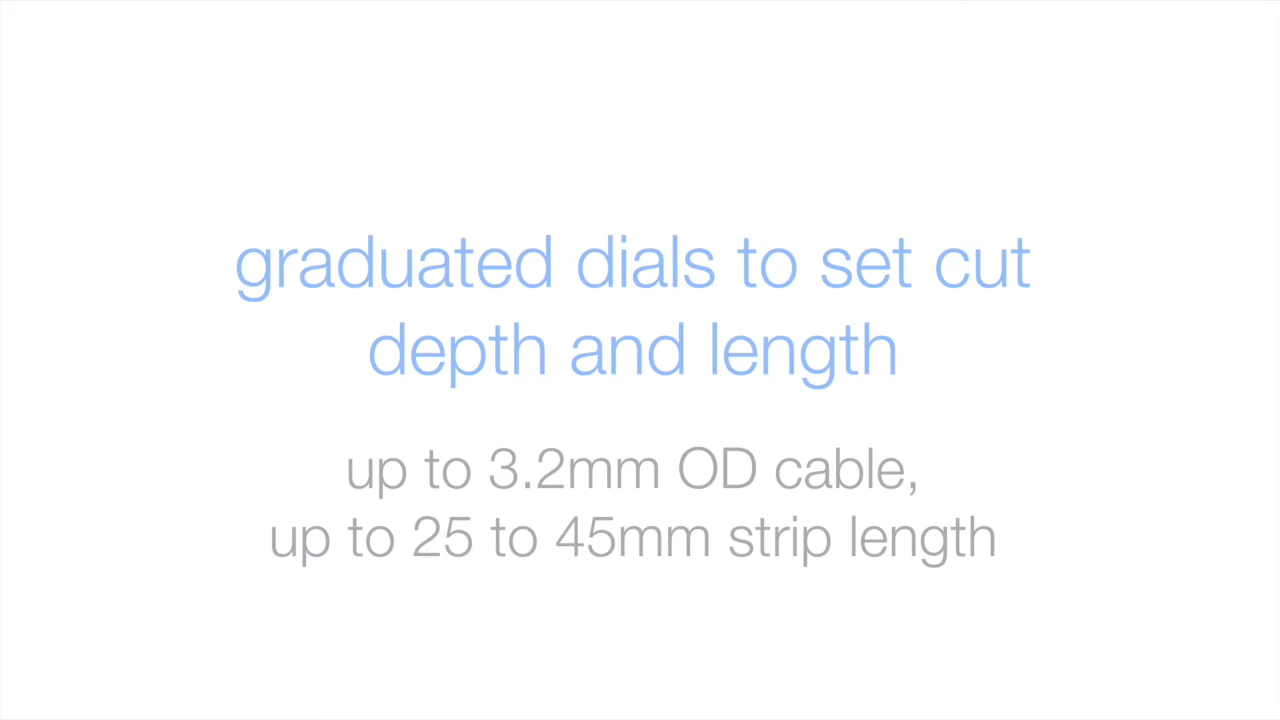 graduated dials to set cut
depth and length
up to 3.2mm OD cable,
up to 25 to 45mm strip length